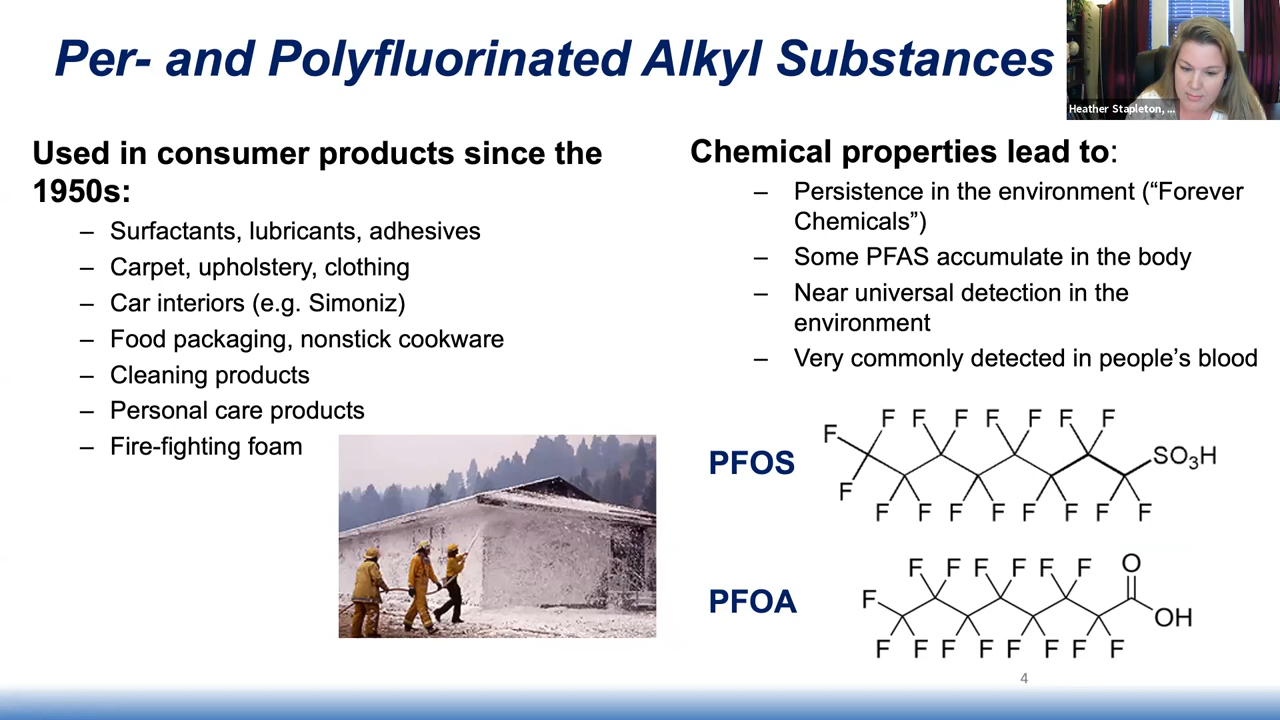 Per- and Polyfluorinated Alkyl Substances
Heather Stapleton, ...
Used in consumer products since the
1950s:
– Surfactants, lubricants, adhesives
– Carpet, upholstery, clothing
– Car interiors (e.g. Simoniz)
– Food packaging, nonstick cookware
– Cleaning products
– Personal care products
– Fire-fighting foam
Chemical properties lead to:
– Persistence in the environment (“Forever
Chemicals”)
– Some PFAS accumulate in the body
– Near universal detection in the
environment
– Very commonly detected in people’s blood
PFOS
F F F F F F F
F
SO₃H
F
F F F F F F F F
PFOA
F F F F F F O
F
OH
F F F F F F F F
4